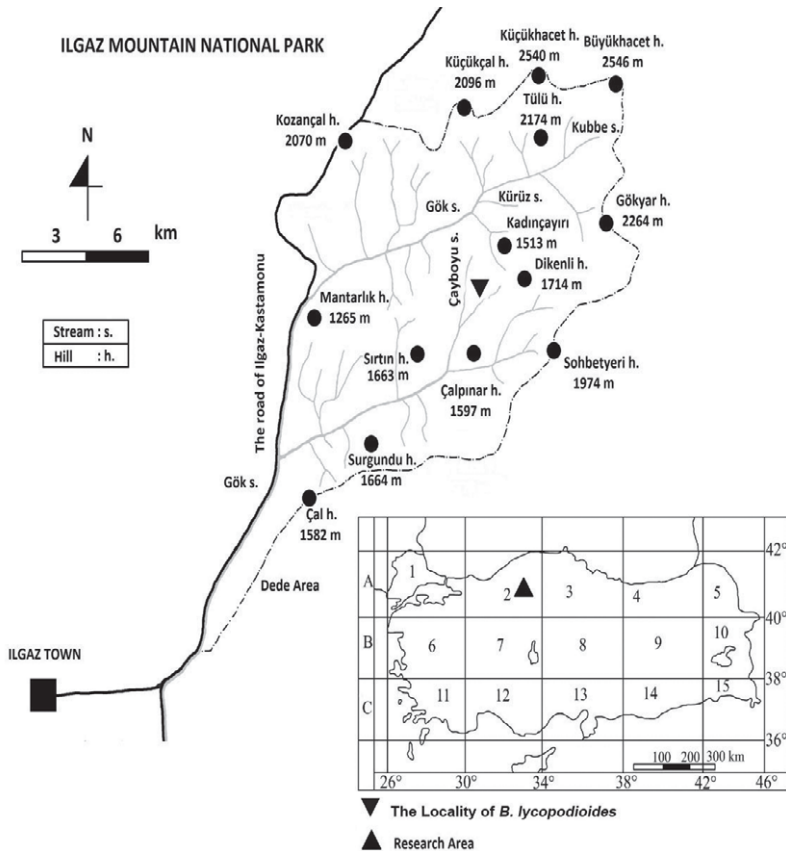 ILGAZ MOUNTAIN NATIONAL PARK
Küçükhacet h.
2540 m
Büyükhacet h.
2546 m
Küçükçal h.
2096 m
Tülü h.
2174 m
Kozançal h.
2070 m
Kubbe s.
N
3 6 km
Kürüz s.
Gök s.
Gökyar h.
2264 m
Kadınçayırı
1513 m
Çayboyu s.
Dikenli h.
1714 m
Mantarlık h.
1265 m
Stream : s.
Hill : h.
The road of Ilgaz-Kastamonu
Sırtın h.
1663 m
Çalpınar h.
1597 m
Sohbetyeri h.
1974 m
Surgundu h.
1664 m
Gök s.
Çal h.
1582 m
Dede Area
ILGAZ TOWN
42°
A 1 2 3 4 5
40°
B 6 7 8 9 10
38°
C 11 12 13 14 15
36°
100 200 300 km
26° 30° 34° 38° 42° 46°
The Locality of B. lycopodioides
Research Area